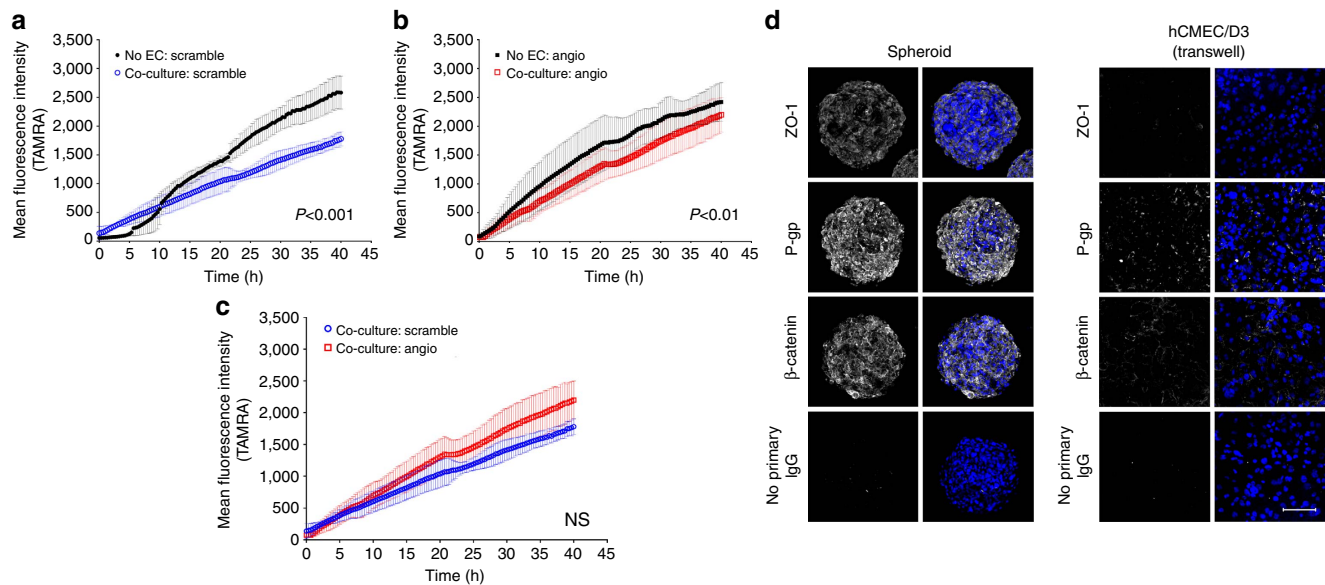 a
Mean fluorescence intensity
(TAMRA)
3,500
3,000
2,500
2,000
1,500
1,000
500
0
No EC: scramble
Co-culture: scramble
P<0.001
0 5 10 15 20 25 30 35 40 45
Time (h)
b
Mean fluorescence intensity
(TAMRA)
3,500
3,000
2,500
2,000
1,500
1,000
500
0
No EC: angio
Co-culture: angio
P<0.01
0 5 10 15 20 25 30 35 40 45
Time (h)
c
Mean fluorescence intensity
(TAMRA)
3,500
3,000
2,500
2,000
1,500
1,000
500
0
Co-culture: scramble
Co-culture: angio
NS
0 5 10 15 20 25 30 35 40 45
Time (h)
d
Spheroid
ZO-1
P-gp
β-catenin
No primary
IgG
hCMEC/D3
(transwell)
ZO-1
P-gp
β-catenin
No primary
IgG